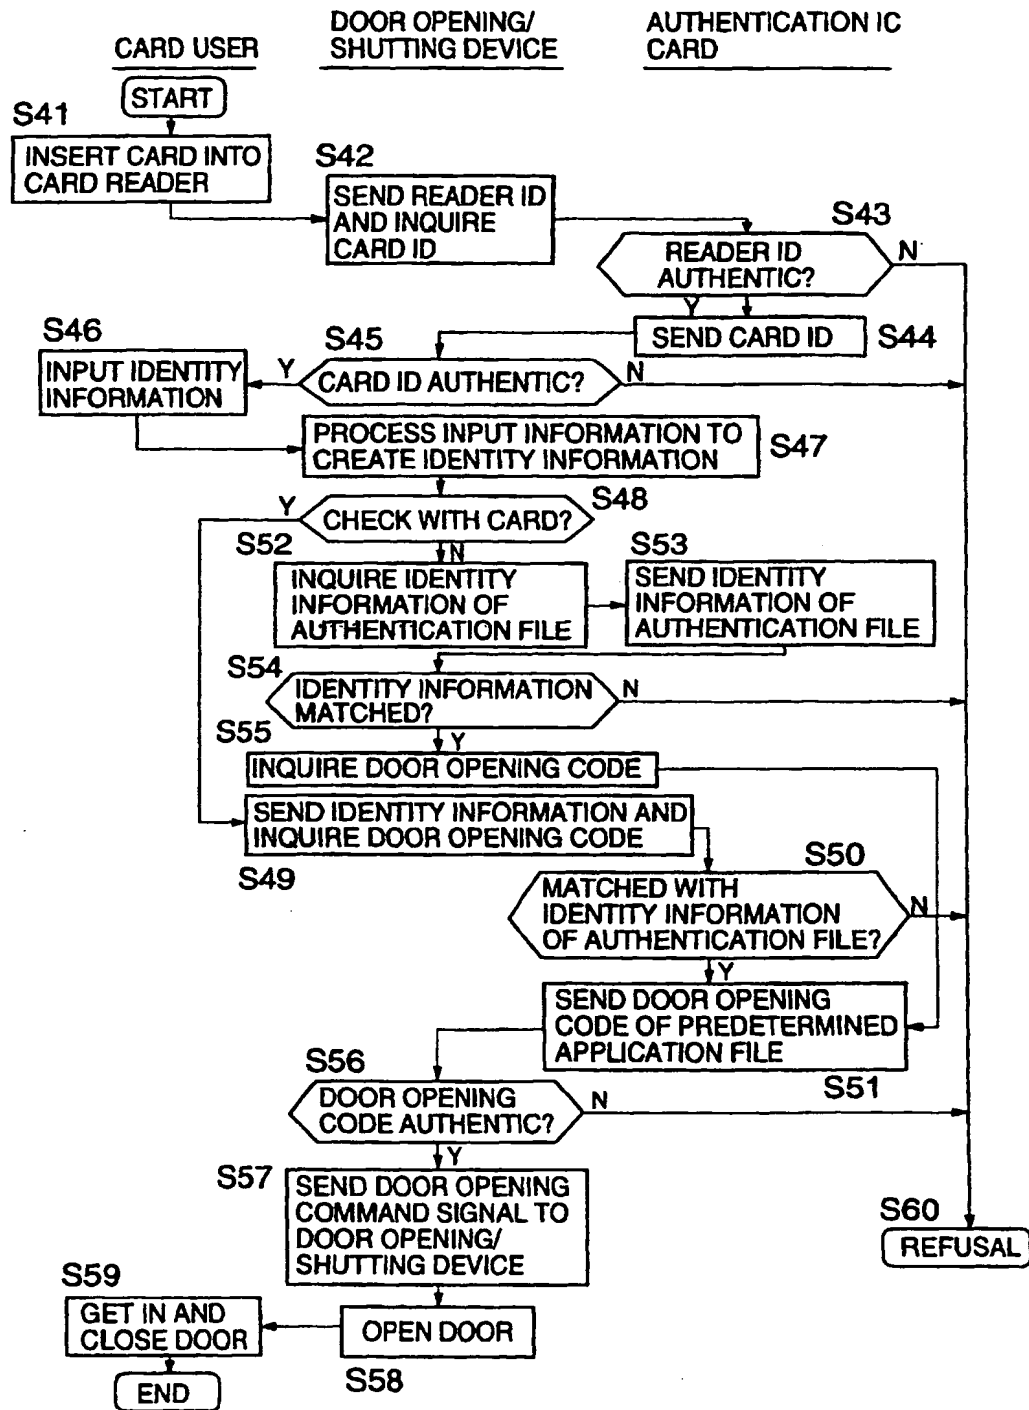 CARD USER
DOOR OPENING/
SHUTTING DEVICE
AUTHENTICATION IC
CARD
START
S41
INSERT CARD INTO
CARD READER
S42
SEND READER ID
AND INQUIRE
CARD ID
S43
READER ID
AUTHENTIC?
N
Y
SEND CARD ID
S44
S45
CARD ID AUTHENTIC?
Y
N
S46
INPUT IDENTITY
INFORMATION
PROCESS INPUT INFORMATION TO
CREATE IDENTITY INFORMATION
S47
S48
CHECK WITH CARD?
Y
N
S52
INQUIRE IDENTITY
INFORMATION OF
AUTHENTICATION FILE
S53
SEND IDENTITY
INFORMATION OF
AUTHENTICATION FILE
S54
IDENTITY INFORMATION
MATCHED?
N
Y
S55
INQUIRE DOOR OPENING CODE
SEND IDENTITY INFORMATION AND
INQUIRE DOOR OPENING CODE
S49
S50
MATCHED WITH
IDENTITY INFORMATION
OF AUTHENTICATION FILE?
N
Y
SEND DOOR OPENING
CODE OF PREDETERMINED
APPLICATION FILE
S51
S56
DOOR OPENING
CODE AUTHENTIC?
N
Y
S57
SEND DOOR OPENING
COMMAND SIGNAL TO
DOOR OPENING/
SHUTTING DEVICE
S60
REFUSAL
S59
GET IN AND
CLOSE DOOR
OPEN DOOR
S58
END